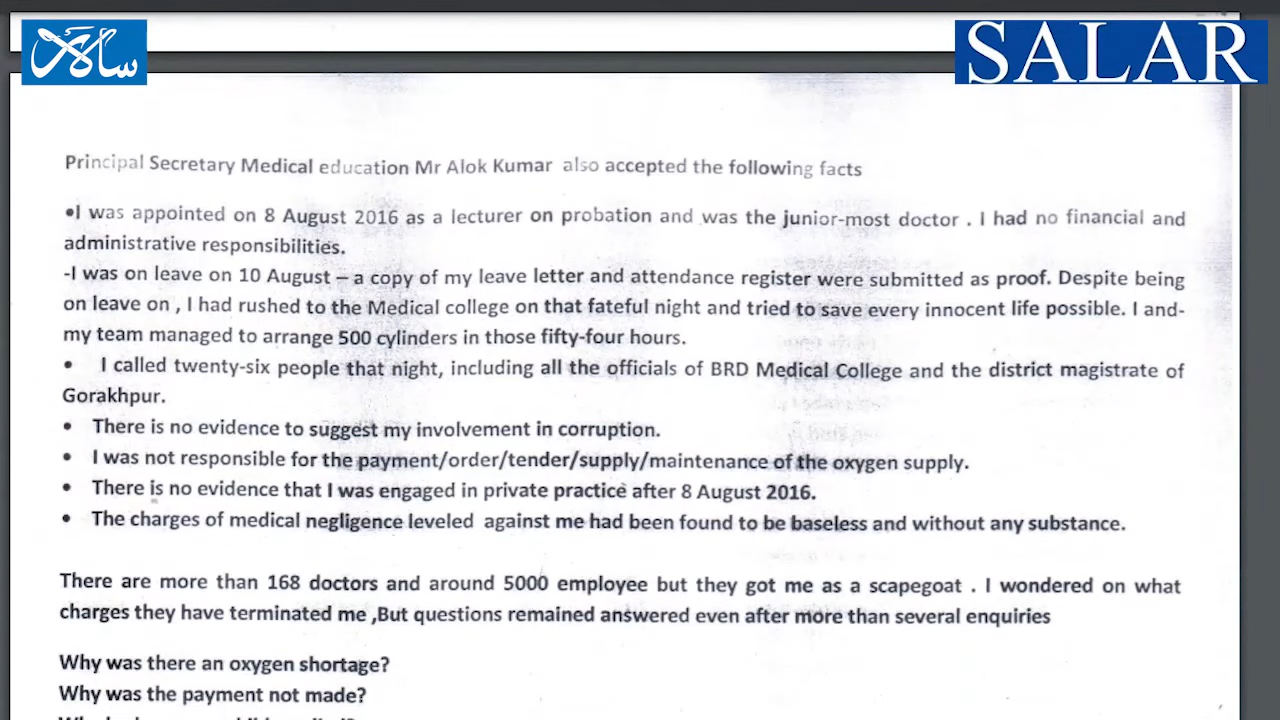 سالار
SALAR
Principal Secretary Medical education Mr Alok Kumar also accepted the following facts
•I was appointed on 8 August 2016 as a lecturer on probation and was the junior-most doctor . I had no financial and
administrative responsibilities.
-I was on leave on 10 August – a copy of my leave letter and attendance register were submitted as proof. Despite being
on leave on , I had rushed to the Medical college on that fateful night and tried to save every innocent life possible. I and-
my team managed to arrange 500 cylinders in those fifty-four hours.
• I called twenty-six people that night, including all the officials of BRD Medical College and the district magistrate of
Gorakhpur.
• There is no evidence to suggest my involvement in corruption.
• I was not responsible for the payment/order/tender/supply/maintenance of the oxygen supply.
• There is no evidence that I was engaged in private practice after 8 August 2016.
• The charges of medical negligence leveled against me had been found to be baseless and without any substance.
There are more than 168 doctors and around 5000 employee but they got me as a scapegoat . I wondered on what
charges they have terminated me ,But questions remained answered even after more than several enquiries
Why was there an oxygen shortage?
Why was the payment not made?